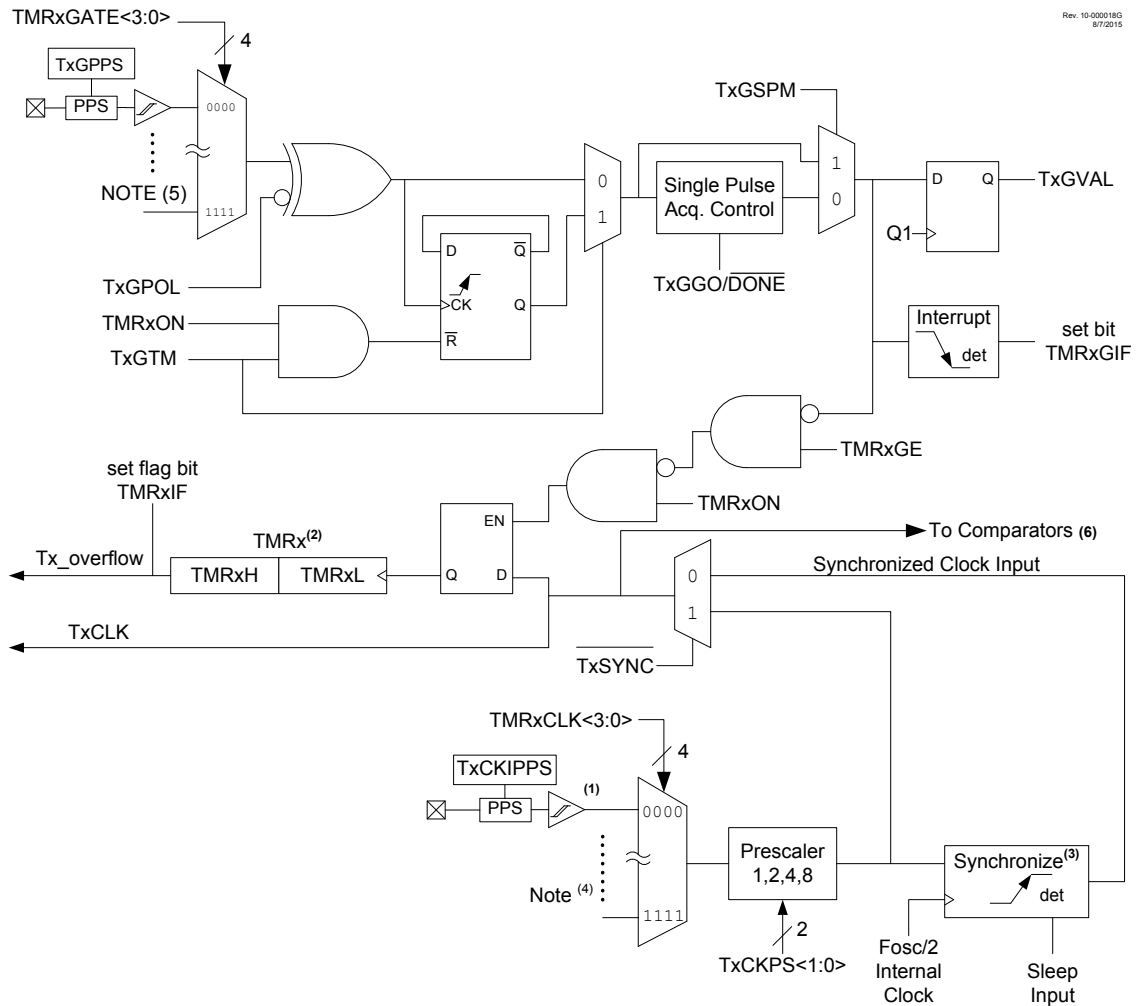 Rev. 10-000018G
8/7/2015
TMRxGATE<3:0>
4
TxGPPS
PPS
0000
NOTE (5)
1111
TxGPOL
TMRxON
TxGTM
D
Q
CK
Q
R
0
1
Single Pulse
Acq. Control
TxGGO/DONE
TxGSPM
1
0
D
Q
Q1
TxGVAL
Interrupt
det
set bit
TMRxGIF
TMRxGE
TMRxON
set flag bit
TMRxIF
Tx_overflow
TMRx(2)
TMRxH
TMRxL
EN
Q
D
To Comparators (6)
0
1
Synchronized Clock Input
TxCLK
TxSYNC
TMRxCLK<3:0>
4
TxCKIPPS
PPS
(1)
0000
Note (4)
1111
Prescaler
1,2,4,8
2
TxCKPS<1:0>
Synchronize(3)
det
Fosc/2
Internal
Clock
Sleep
Input